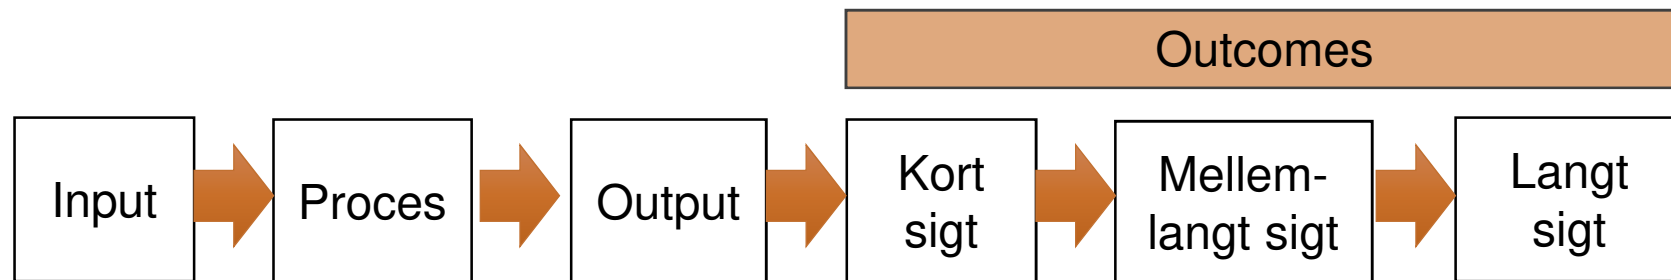 Outcomes
Input
Proces
Output
Kort
sigt
Mellem-
langt sigt
Langt
sigt